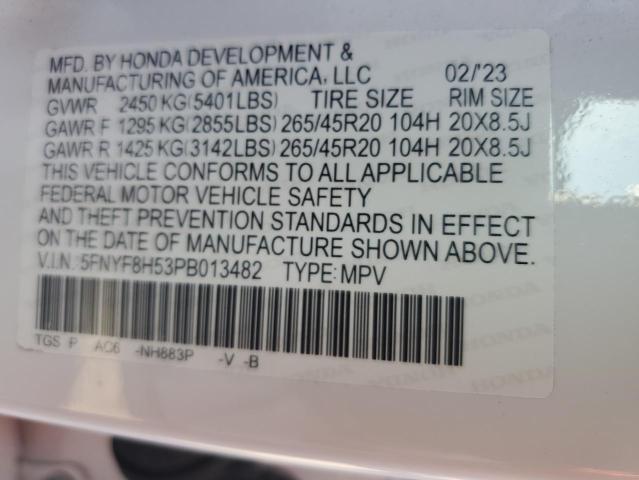 MFD. BY HONDA DEVELOPMENT &
MANUFACTURING OF AMERICA, LLC 02/'23
GVWR 2450 KG(5401LBS) TIRE SIZE RIM SIZE
GAWR F 1295 KG(2855LBS) 265/45R20 104H 20X8.5J
GAWR R 1425 KG(3142LBS) 265/45R20 104H 20X8.5J
THIS VEHICLE CONFORMS TO ALL APPLICABLE
FEDERAL MOTOR VEHICLE SAFETY
AND THEFT PREVENTION STANDARDS IN EFFECT
ON THE DATE OF MANUFACTURE SHOWN ABOVE.
V.I.N.: 5FNYF8H53PB013482 TYPE: MPV
TGS P AC6 -NH883P -V -B